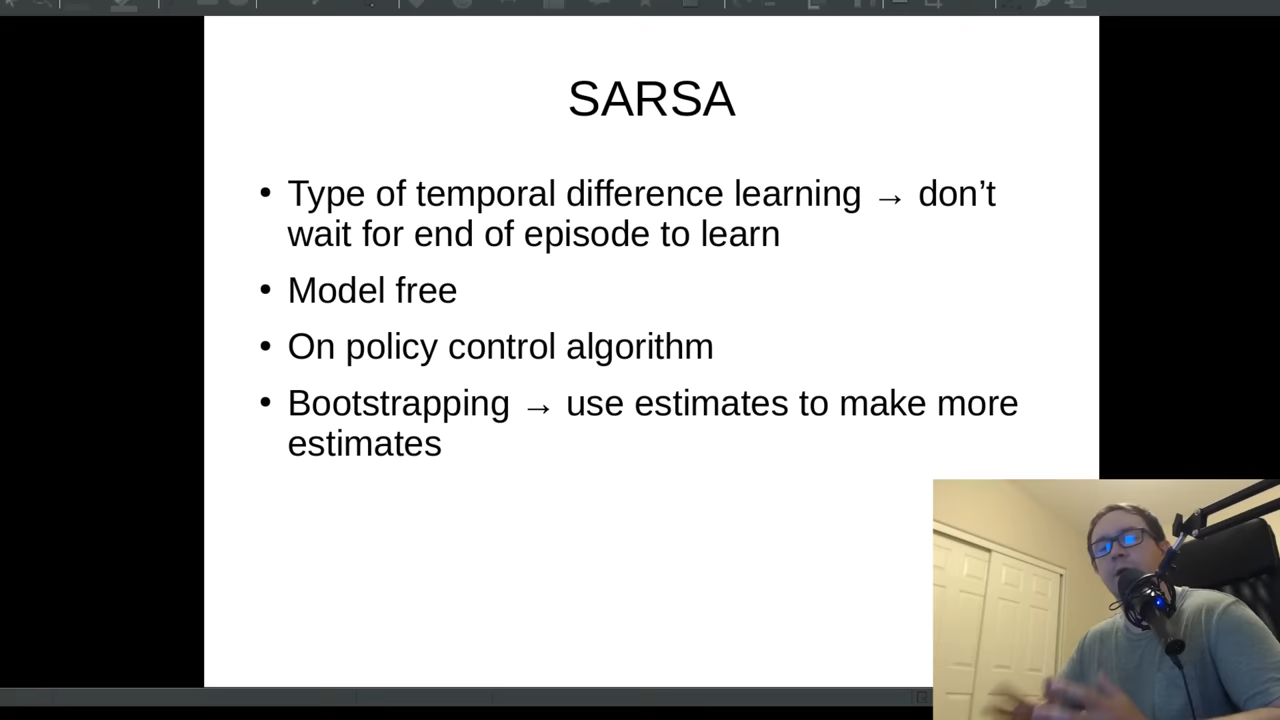 SARSA
• Type of temporal difference learning → don’t
wait for end of episode to learn
• Model free
• On policy control algorithm
• Bootstrapping → use estimates to make more
estimates